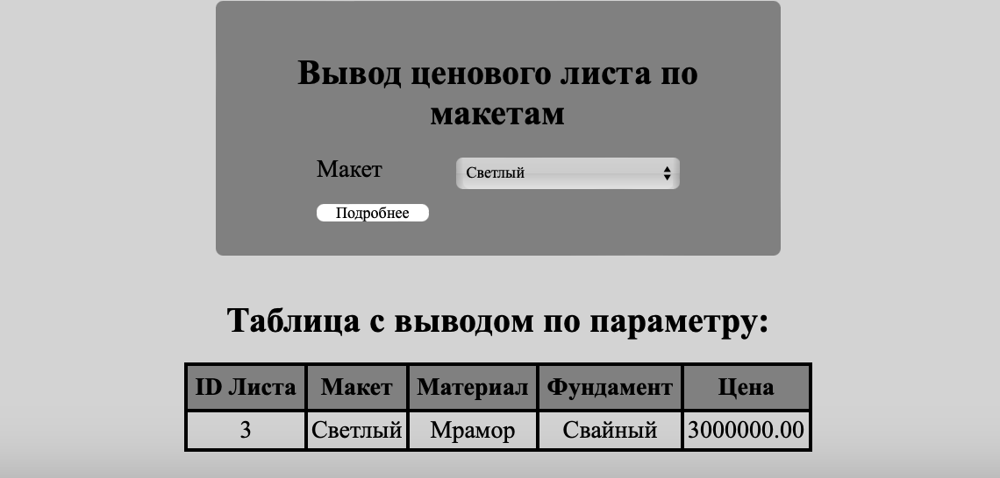 Вывод ценового листа по
макетам
Макет Светлый
Подробнее
Таблица с выводом по параметру:
ID Листа Макет Материал Фундамент Цена
3 Светлый Мрамор Свайный 3000000.00